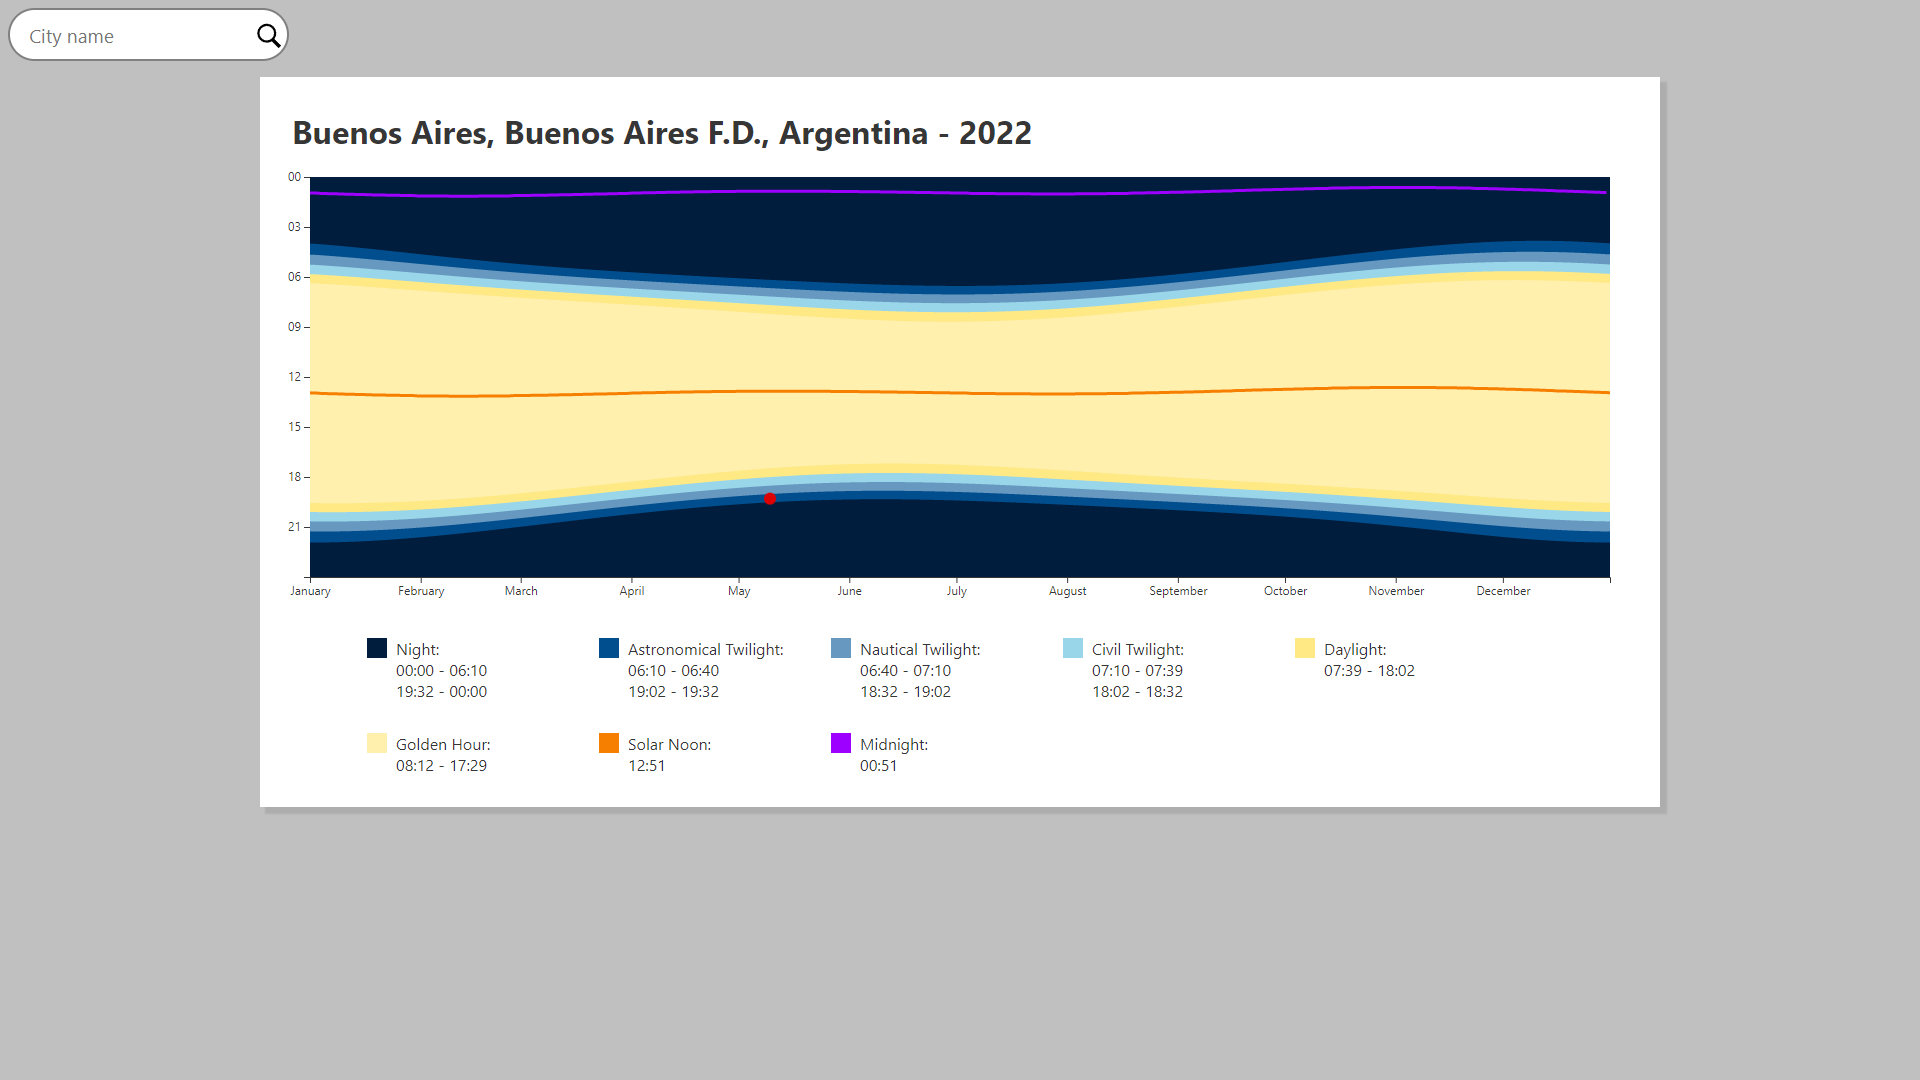 City name
Buenos Aires, Buenos Aires F.D., Argentina - 2022
00
03
06
09
12
15
18
21
January February March April May June July August September October November December
Night: Astronomical Twilight: Nautical Twilight: Civil Twilight: Daylight:
00:00 - 06:10 06:10 - 06:40 06:40 - 07:10 07:10 - 07:39 07:39 - 18:02
19:32 - 00:00 19:02 - 19:32 18:32 - 19:02 18:02 - 18:32
Golden Hour: Solar Noon: Midnight:
08:12 - 17:29 12:51 00:51